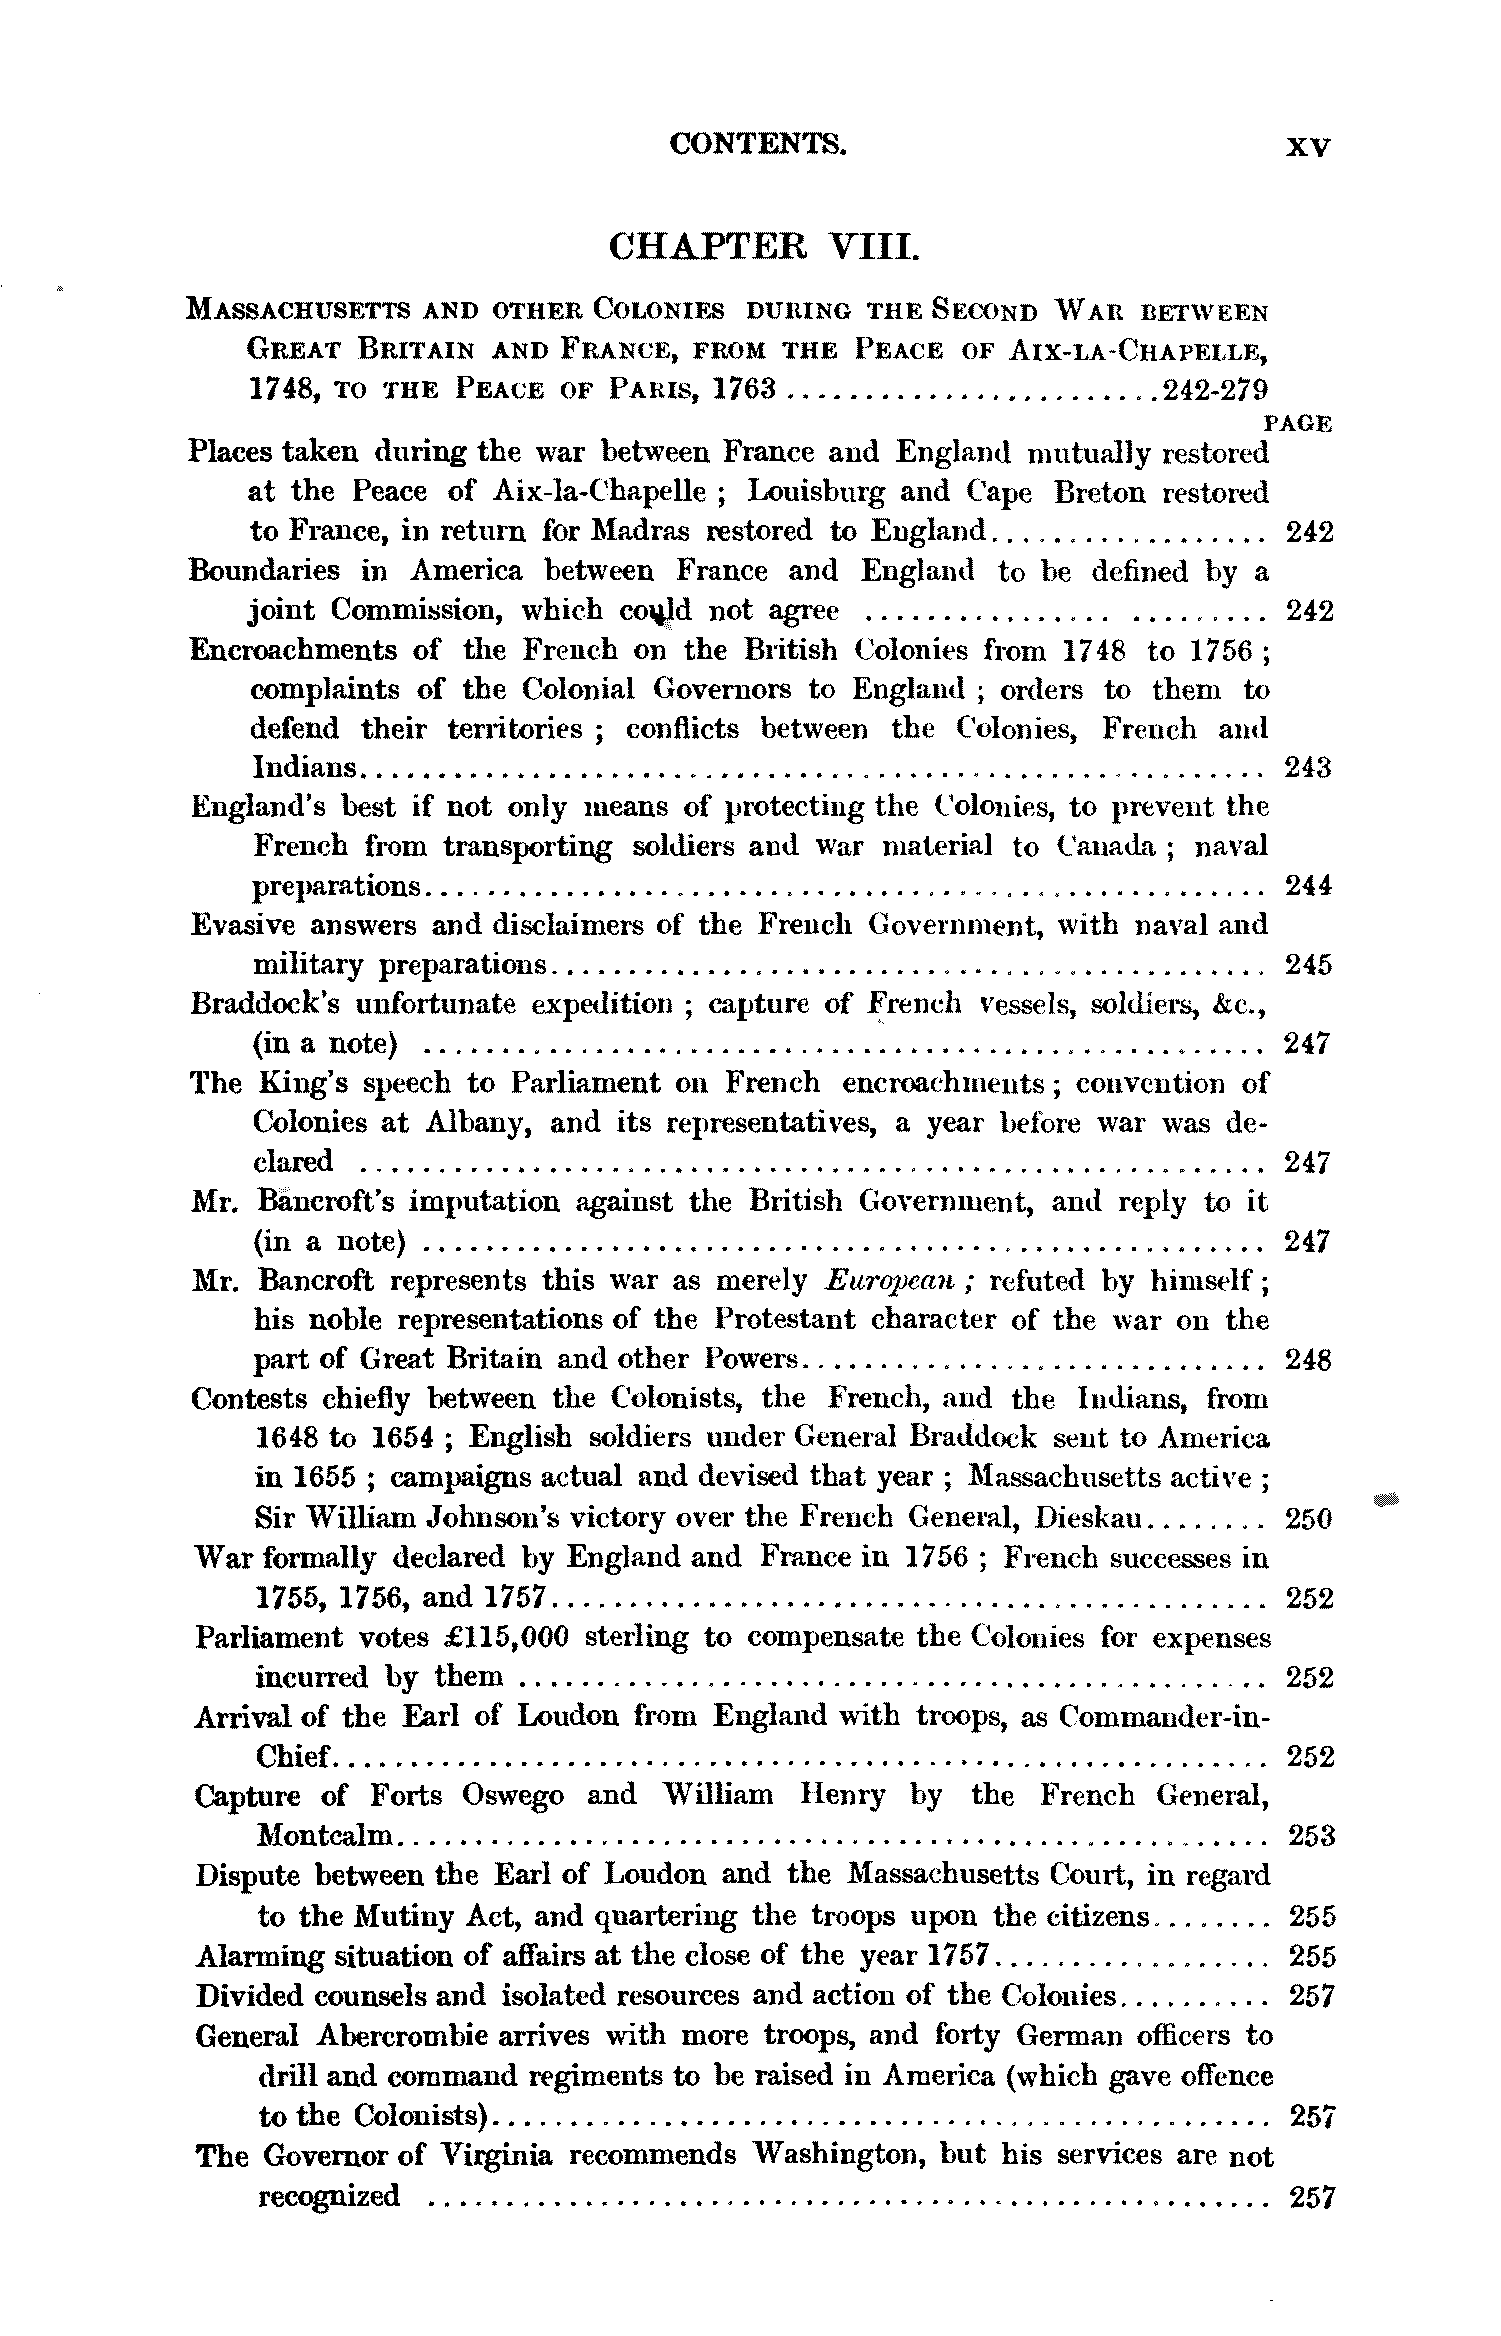 CONTENTS. XV
CHAPTER VIII.
MASSACHUSETTS AND OTHER COLONIES DURING THE SECOND WAR BETWEEN
GREAT BRITAIN AND FRANCE, FROM THE PEACE OF AIX-LA-CHAPELLE,
1748, TO THE PEACE OF PARIS, 1763........................242-279
PAGE
Places taken during the war between France and England mutually restored
at the Peace of Aix-la-Chapelle ; Louisburg and Cape Breton restored
to France, in return for Madras restored to England.................. 242
Boundaries in America between France and England to be defined by a
joint Commission, which could not agree ................ ......... 242
Encroachments of the French on the British Colonies from 1748 to 1756 ;
complaints of the Colonial Governors to England ; orders to them to
defend their territories ; conflicts between the Colonies, French and
Indians.......................................................... 243
England's best if not only means of protecting the Colonies, to prevent the
French from transporting soldiers and war material to Canada ; naval
preparations...................................................... 244
Evasive answers and disclaimers of the French Government, with naval and
military preparations.............................................. 245
Braddock's unfortunate expedition ; capture of French vessels, soldiers, &c.,
(in a note) ...................................................... 247
The King's speech to Parliament on French encroachments ; convention of
Colonies at Albany, and its representatives, a year before war was de-
clared .......................................................... 247
Mr. Bancroft's imputation against the British Government, and reply to it
(in a note) ...................................................... 247
Mr. Bancroft represents this war as merely European ; refuted by himself ;
his noble representations of the Protestant character of the war on the
part of Great Britain and other Powers.............................. 248
Contests chiefly between the Colonists, the French, and the Indians, from
1648 to 1654 ; English soldiers under General Braddock sent to America
in 1655 ; campaigns actual and devised that year ; Massachusetts active ;
Sir William Johnson's victory over the French General, Dieskau........ 250
War formally declared by England and France in 1756 ; French successes in
1755, 1756, and 1757.............................................. 252
Parliament votes £115,000 sterling to compensate the Colonies for expenses
incurred by them ................................................ 252
Arrival of the Earl of Loudon from England with troops, as Commander-in-
Chief............................................................ 252
Capture of Forts Oswego and William Henry by the French General,
Montcalm........................................................ 253
Dispute between the Earl of Loudon and the Massachusetts Court, in regard
to the Mutiny Act, and quartering the troops upon the citizens........ 255
Alarming situation of affairs at the close of the year 1757.................. 255
Divided counsels and isolated resources and action of the Colonies.......... 257
General Abercrombie arrives with more troops, and forty German officers to
drill and command regiments to be raised in America (which gave offence
to the Colonists).................................................. 257
The Governor of Virginia recommends Washington, but his services are not
recognized ...................................................... 257